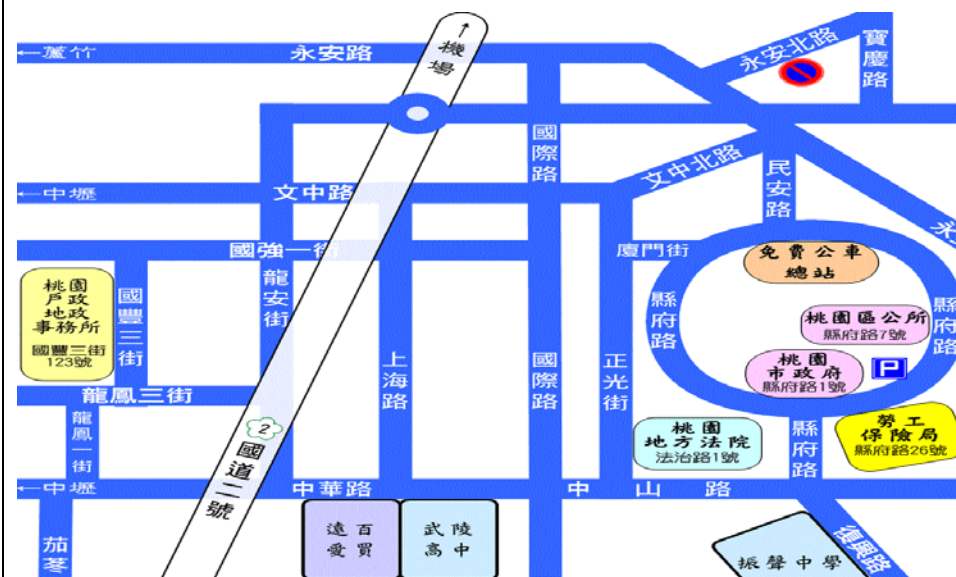 ↑
機場
←蘆竹
永安路
永安北路
寶慶路
國際路
文中北路
民安路
←中壢
文中路
永
國強一街
廈門街
免費公車
總站
桃園
戶政
地政
事務所
國豐三街
123號
國豐三街
龍安街
縣府路
縣府路
桃園區公所
縣府路7號
上海路
國際路
正光街
桃園
市政府
縣府路1號
P
龍鳳三街
龍鳳一街
2
國道二號
桃園
地方法院
法治路1號
縣府路
勞工
保險局
縣府路26號
←中壢
中華路
中山路
茄苳
遠百
愛買
武陵
高中
振聲中學
復興路